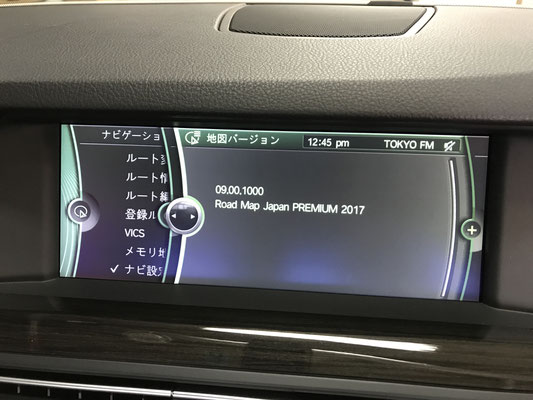 ナビゲーショ
地図バージョン
12:45 pm
TOKYO FM
ルート
ルート
ルート
登録ル
VICS
メモリ地
ナビ設定
09.00.1000
Road Map Japan PREMIUM 2017